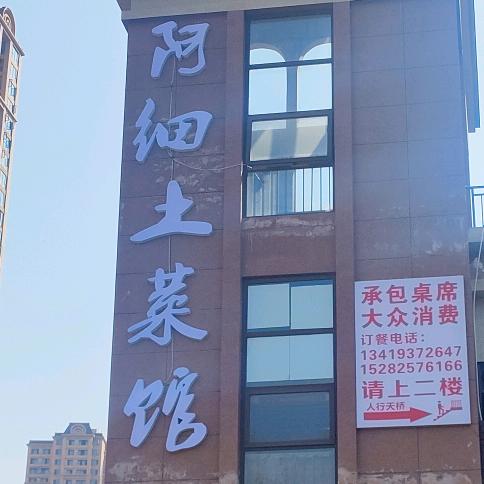 阿细土菜馆
承包桌席
大众消费
订餐电话：
13419372647
15282576166
请上二楼
人行天桥